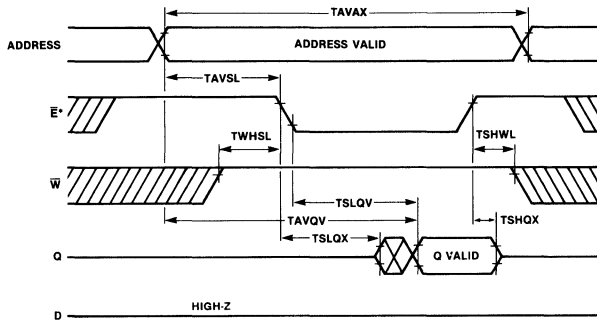 TAVAX
ADDRESS ADDRESS VALID
TAVSL
E*
TWHSL TSHWL
W
TSLQV
TAVQV TSHQX
TSLQX
Q Q VALID
HIGH-Z
D